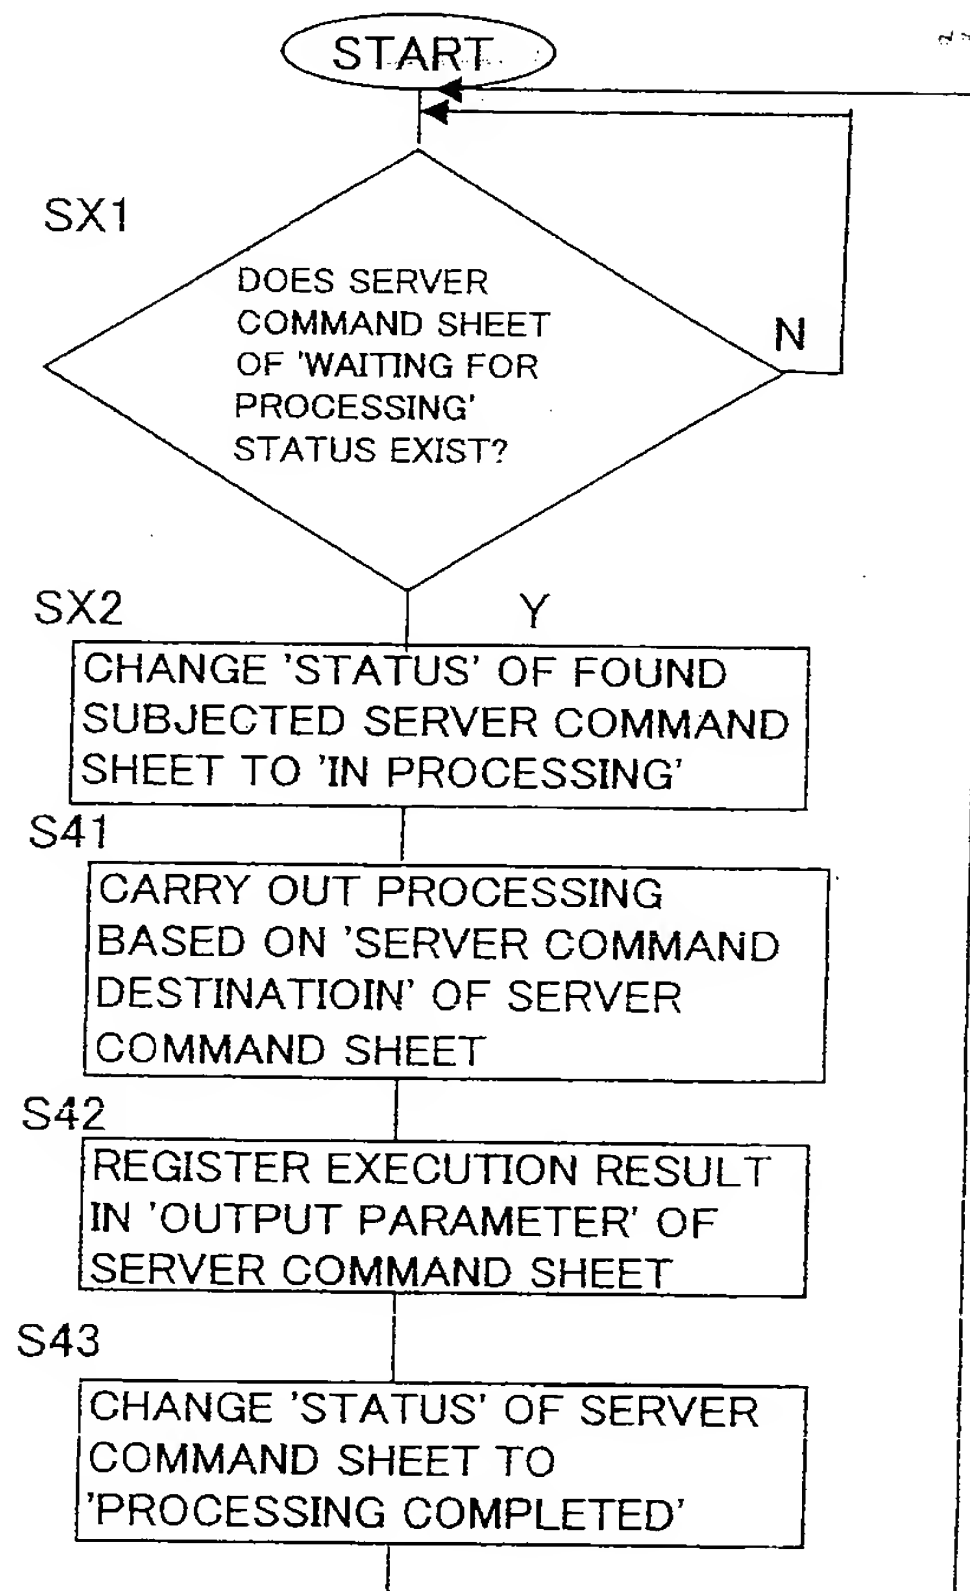 START
SX1
DOES SERVER
COMMAND SHEET
OF 'WAITING FOR
PROCESSING'
STATUS EXIST?
N
SX2
Y
CHANGE 'STATUS' OF FOUND
SUBJECTED SERVER COMMAND
SHEET TO 'IN PROCESSING'
S41
CARRY OUT PROCESSING
BASED ON 'SERVER COMMAND
DESTINATIOIN' OF SERVER
COMMAND SHEET
S42
REGISTER EXECUTION RESULT
IN 'OUTPUT PARAMETER' OF
SERVER COMMAND SHEET
S43
CHANGE 'STATUS' OF SERVER
COMMAND SHEET TO
'PROCESSING COMPLETED'